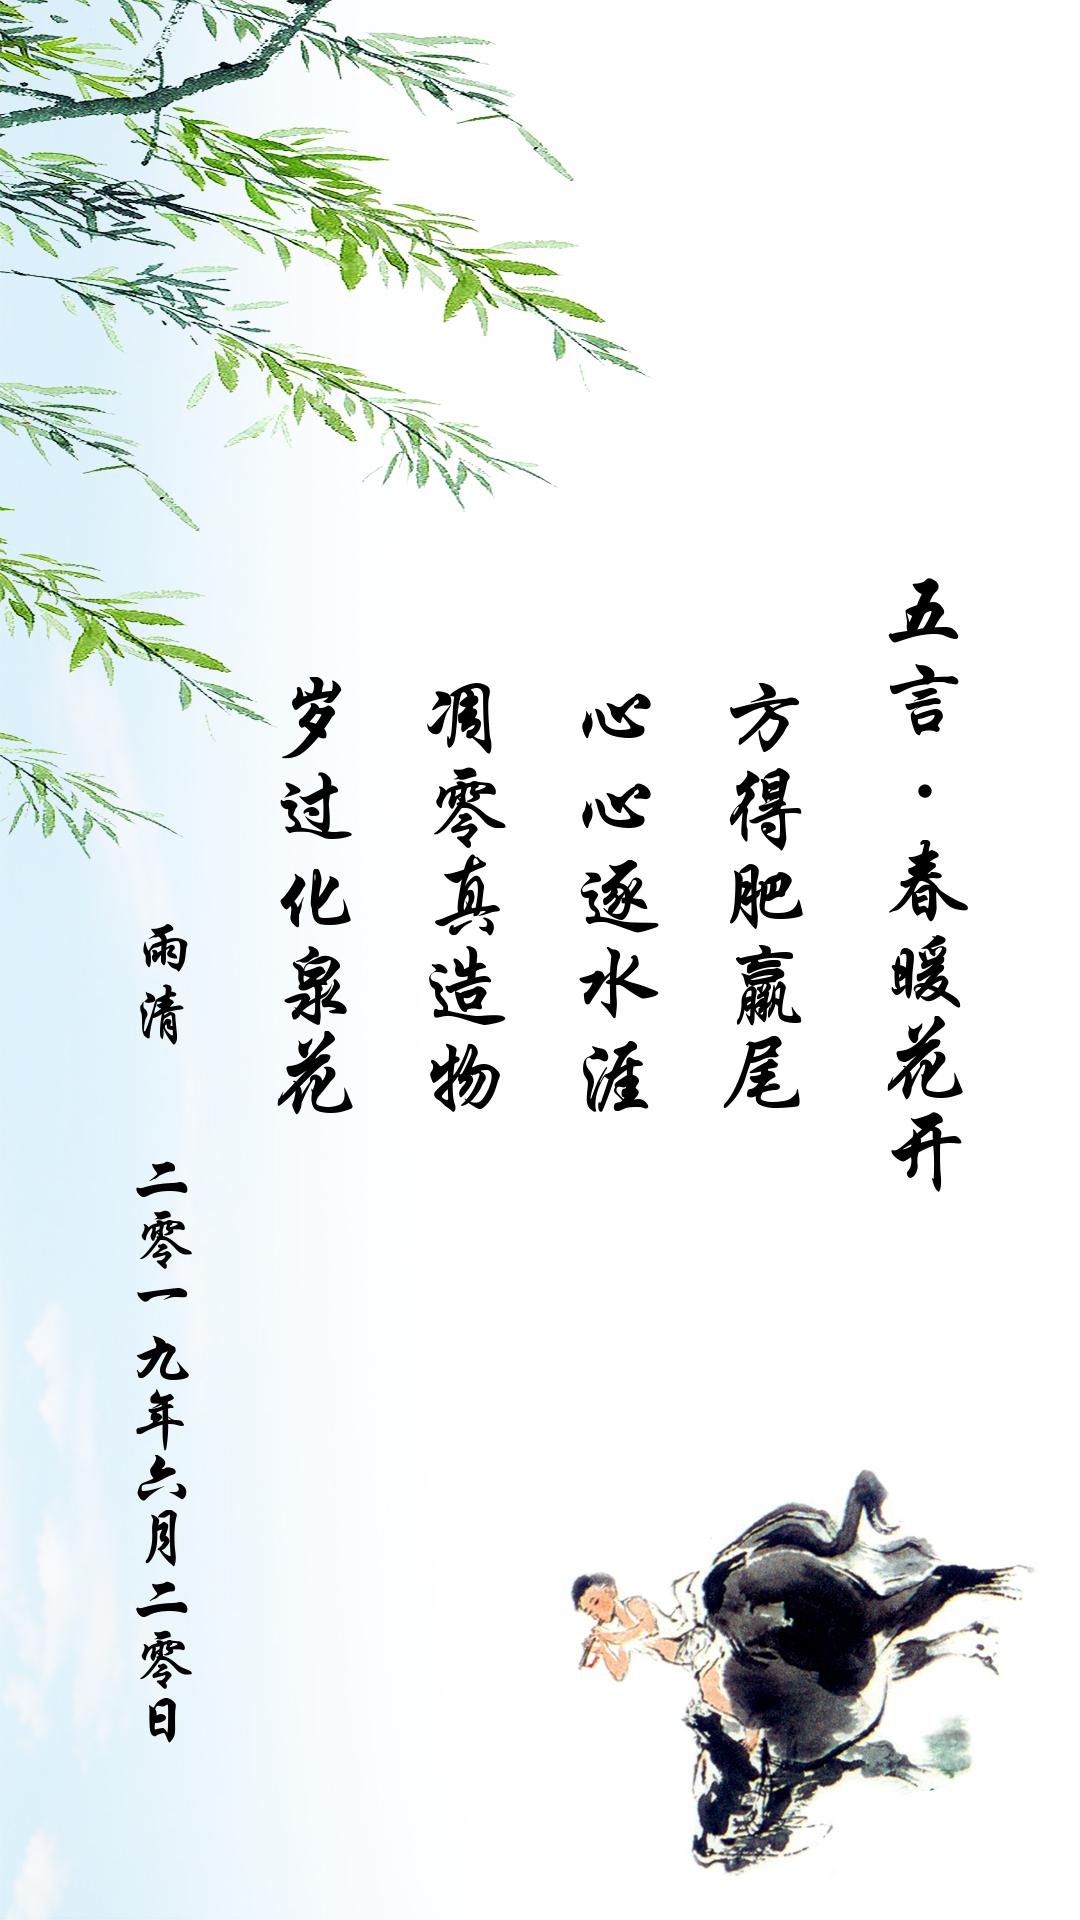 五言·春暖花开
方得肥羸尾
心心逐水涯
凋零真造物
岁过化泉花
雨清 二零一九年六月二零日